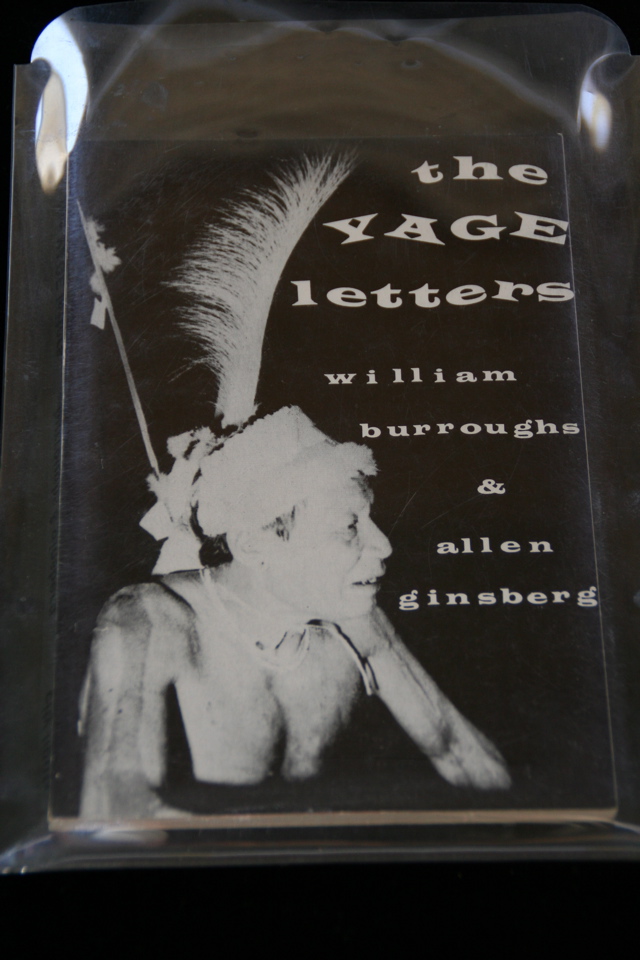 the
YAGE
letters
william
burroughs
&
allen
ginsberg